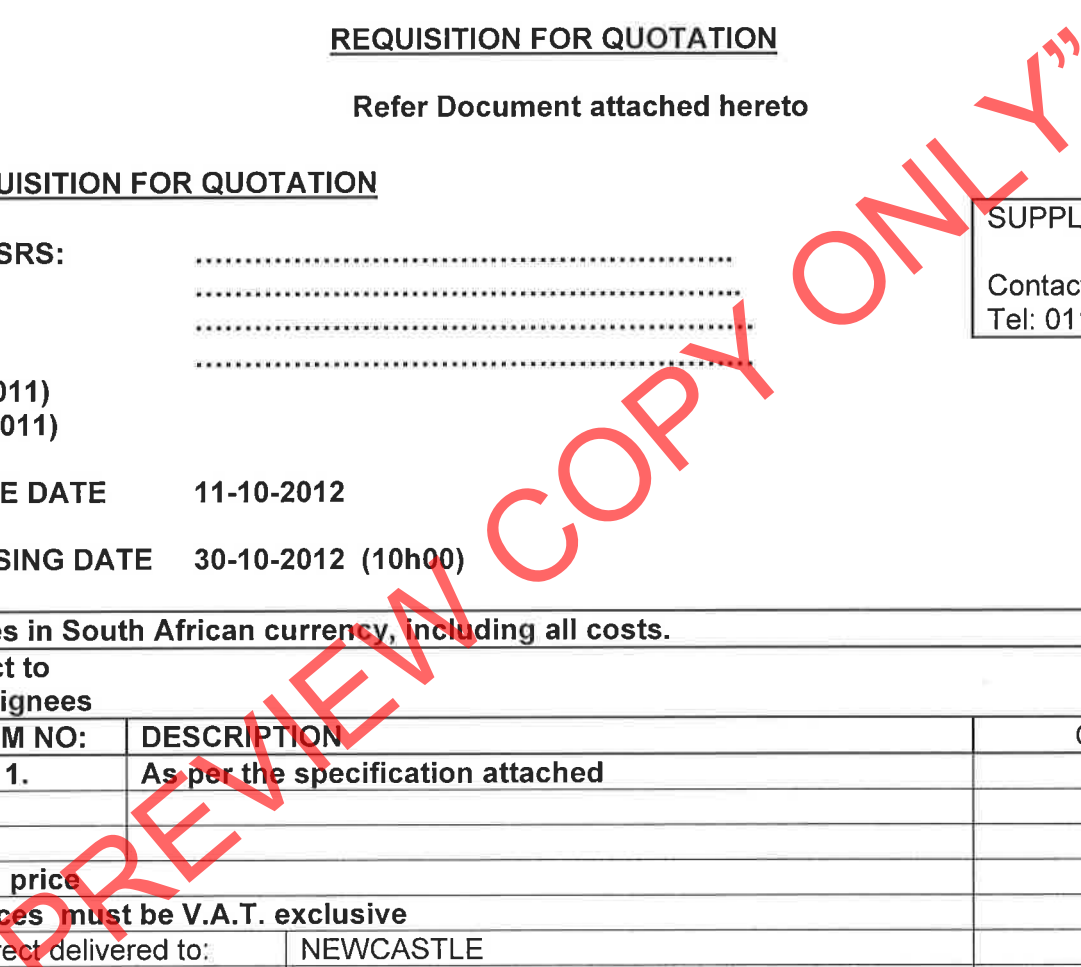 REQUISITION FOR QUOTATION
Refer Document attached hereto
UISITION FOR QUOTATION
SRS: ..........................................................
..........................................................
..........................................................
..........................................................
011)
011)
E DATE 11-10-2012
SING DATE 30-10-2012 (10h00)
SUPPL
Contact
Tel: 011
es in South African currency, including all costs.
ct to
ignees
M NO: DESCRIPTION
1. As per the specification attached
price
ces must be V.A.T. exclusive
rect delivered to: NEWCASTLE
PREVIEW COPY ONLY”